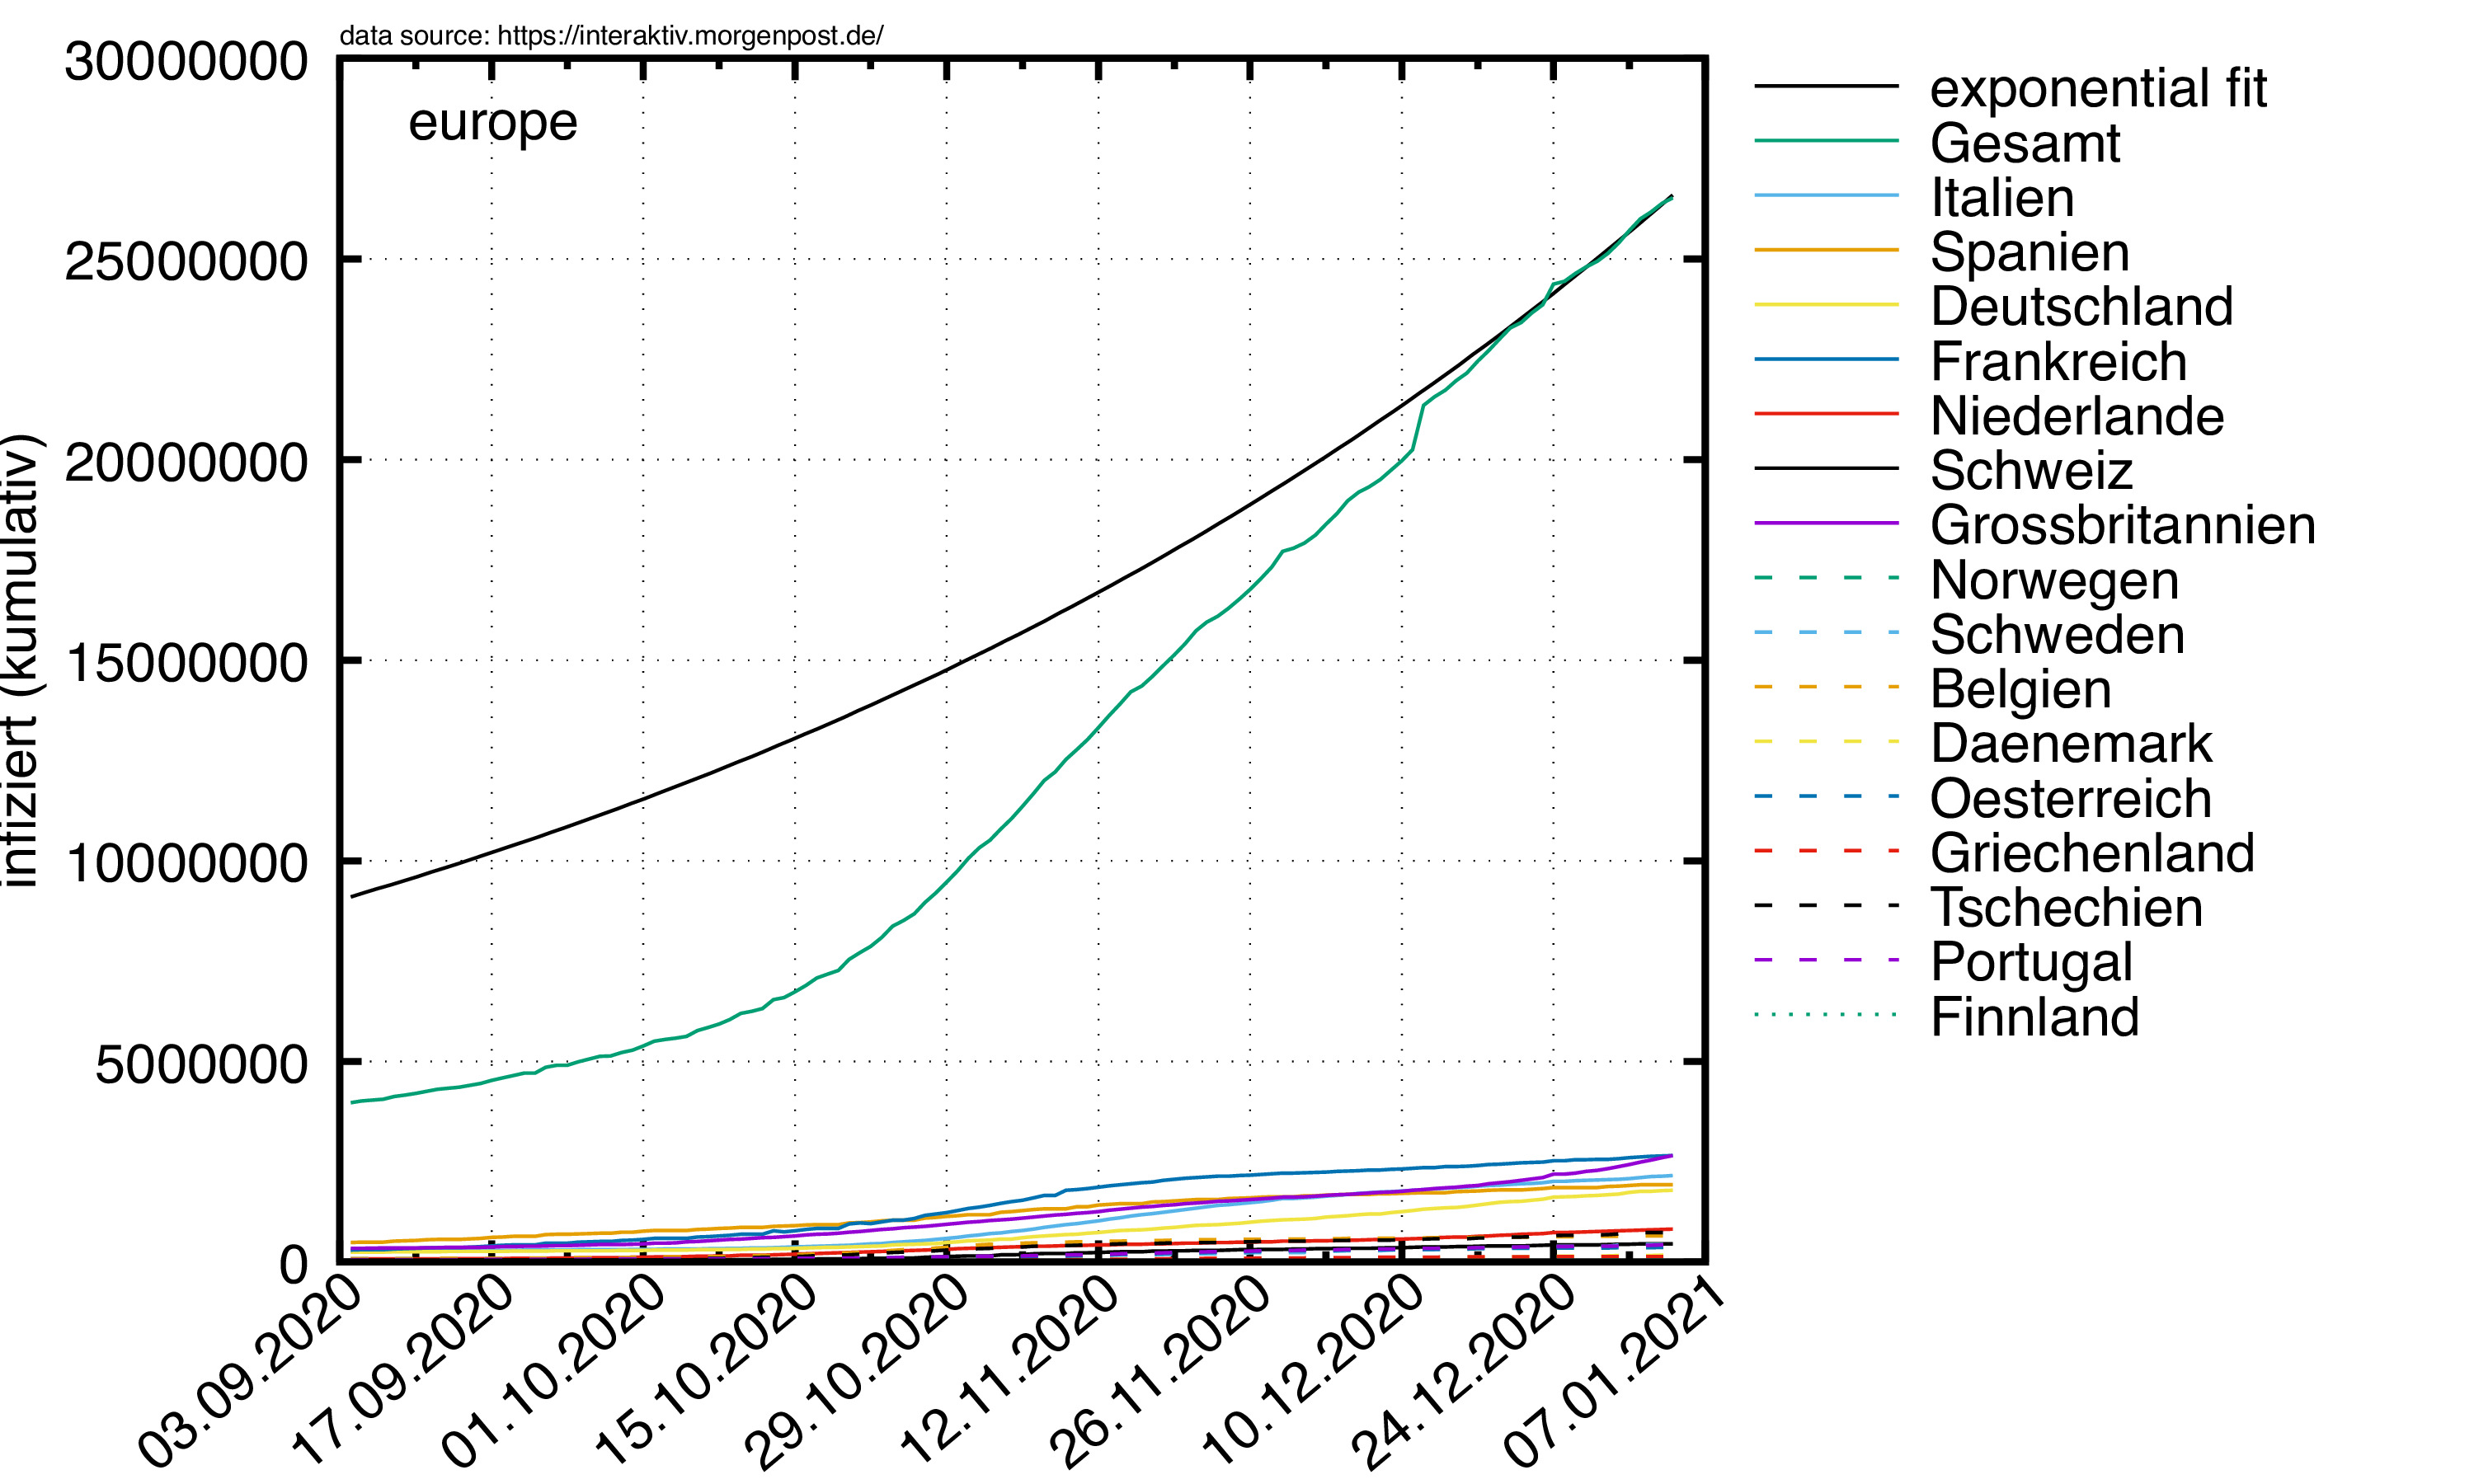 data source: https://interaktiv.morgenpost.de/
30000000
25000000
20000000
15000000
10000000
5000000
0
infiziert (kumulativ)
europe
03.09.2020
17.09.2020
01.10.2020
15.10.2020
29.10.2020
12.11.2020
26.11.2020
10.12.2020
24.12.2020
07.01.2021
exponential fit
Gesamt
Italien
Spanien
Deutschland
Frankreich
Niederlande
Schweiz
Grossbritannien
Norwegen
Schweden
Belgien
Daenemark
Oesterreich
Griechenland
Tschechien
Portugal
Finnland